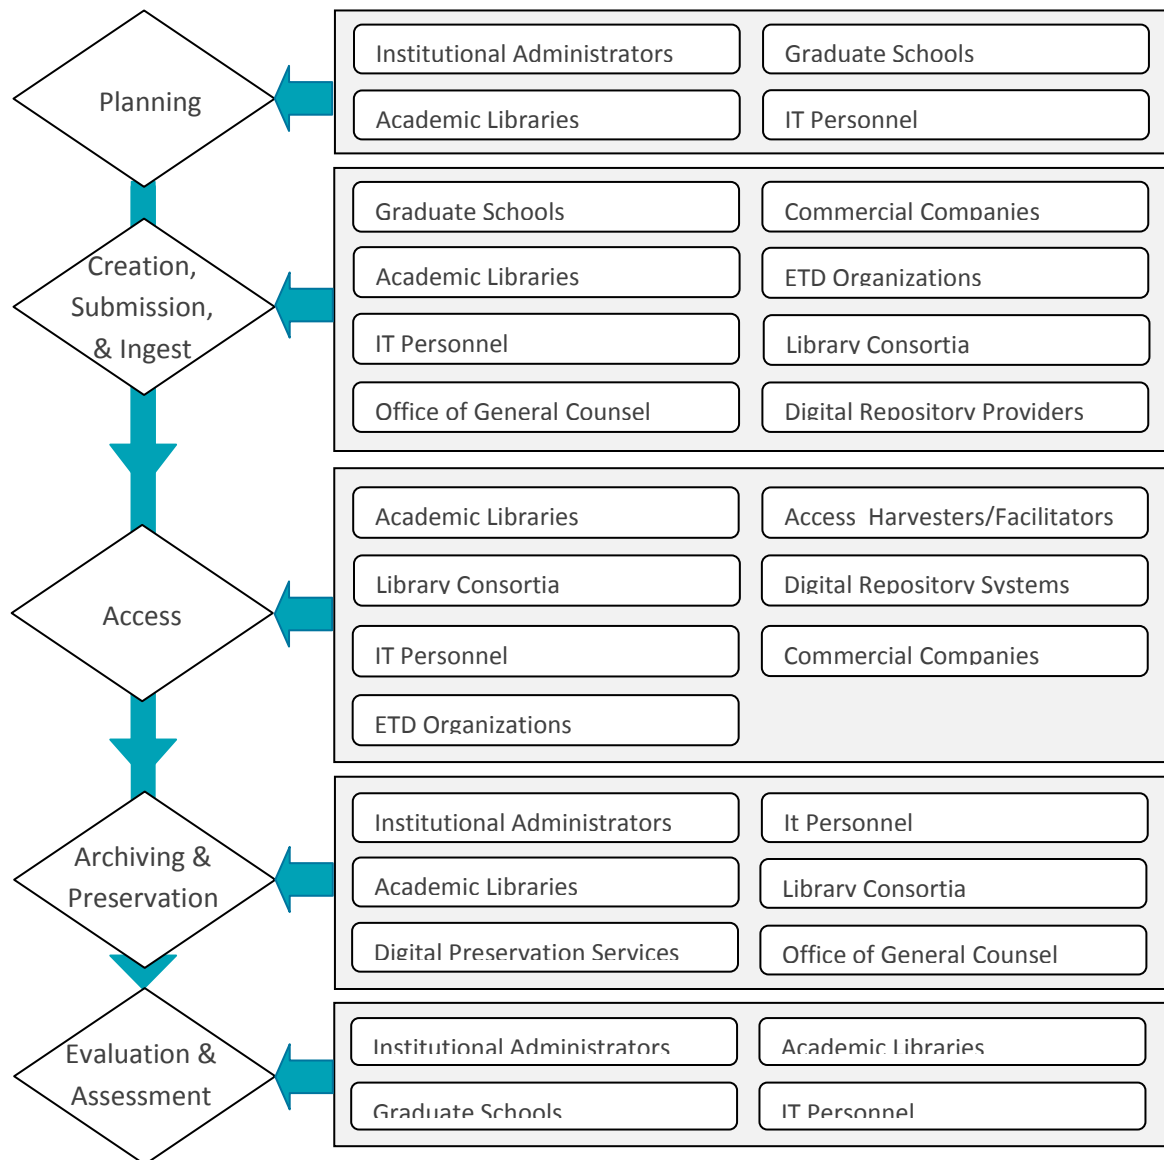 Planning
Institutional Administrators
Graduate Schools
Academic Libraries
IT Personnel
Creation,
Submission,
& Ingest
Graduate Schools
Commercial Companies
Academic Libraries
ETD Organizations
IT Personnel
Library Consortia
Office of General Counsel
Digital Repository Providers
Access
Academic Libraries
Access Harvesters/Facilitators
Library Consortia
Digital Repository Systems
IT Personnel
Commercial Companies
ETD Organizations
Archiving &
Preservation
Institutional Administrators
It Personnel
Academic Libraries
Library Consortia
Digital Preservation Services
Office of General Counsel
Evaluation &
Assessment
Institutional Administrators
Academic Libraries
Graduate Schools
IT Personnel